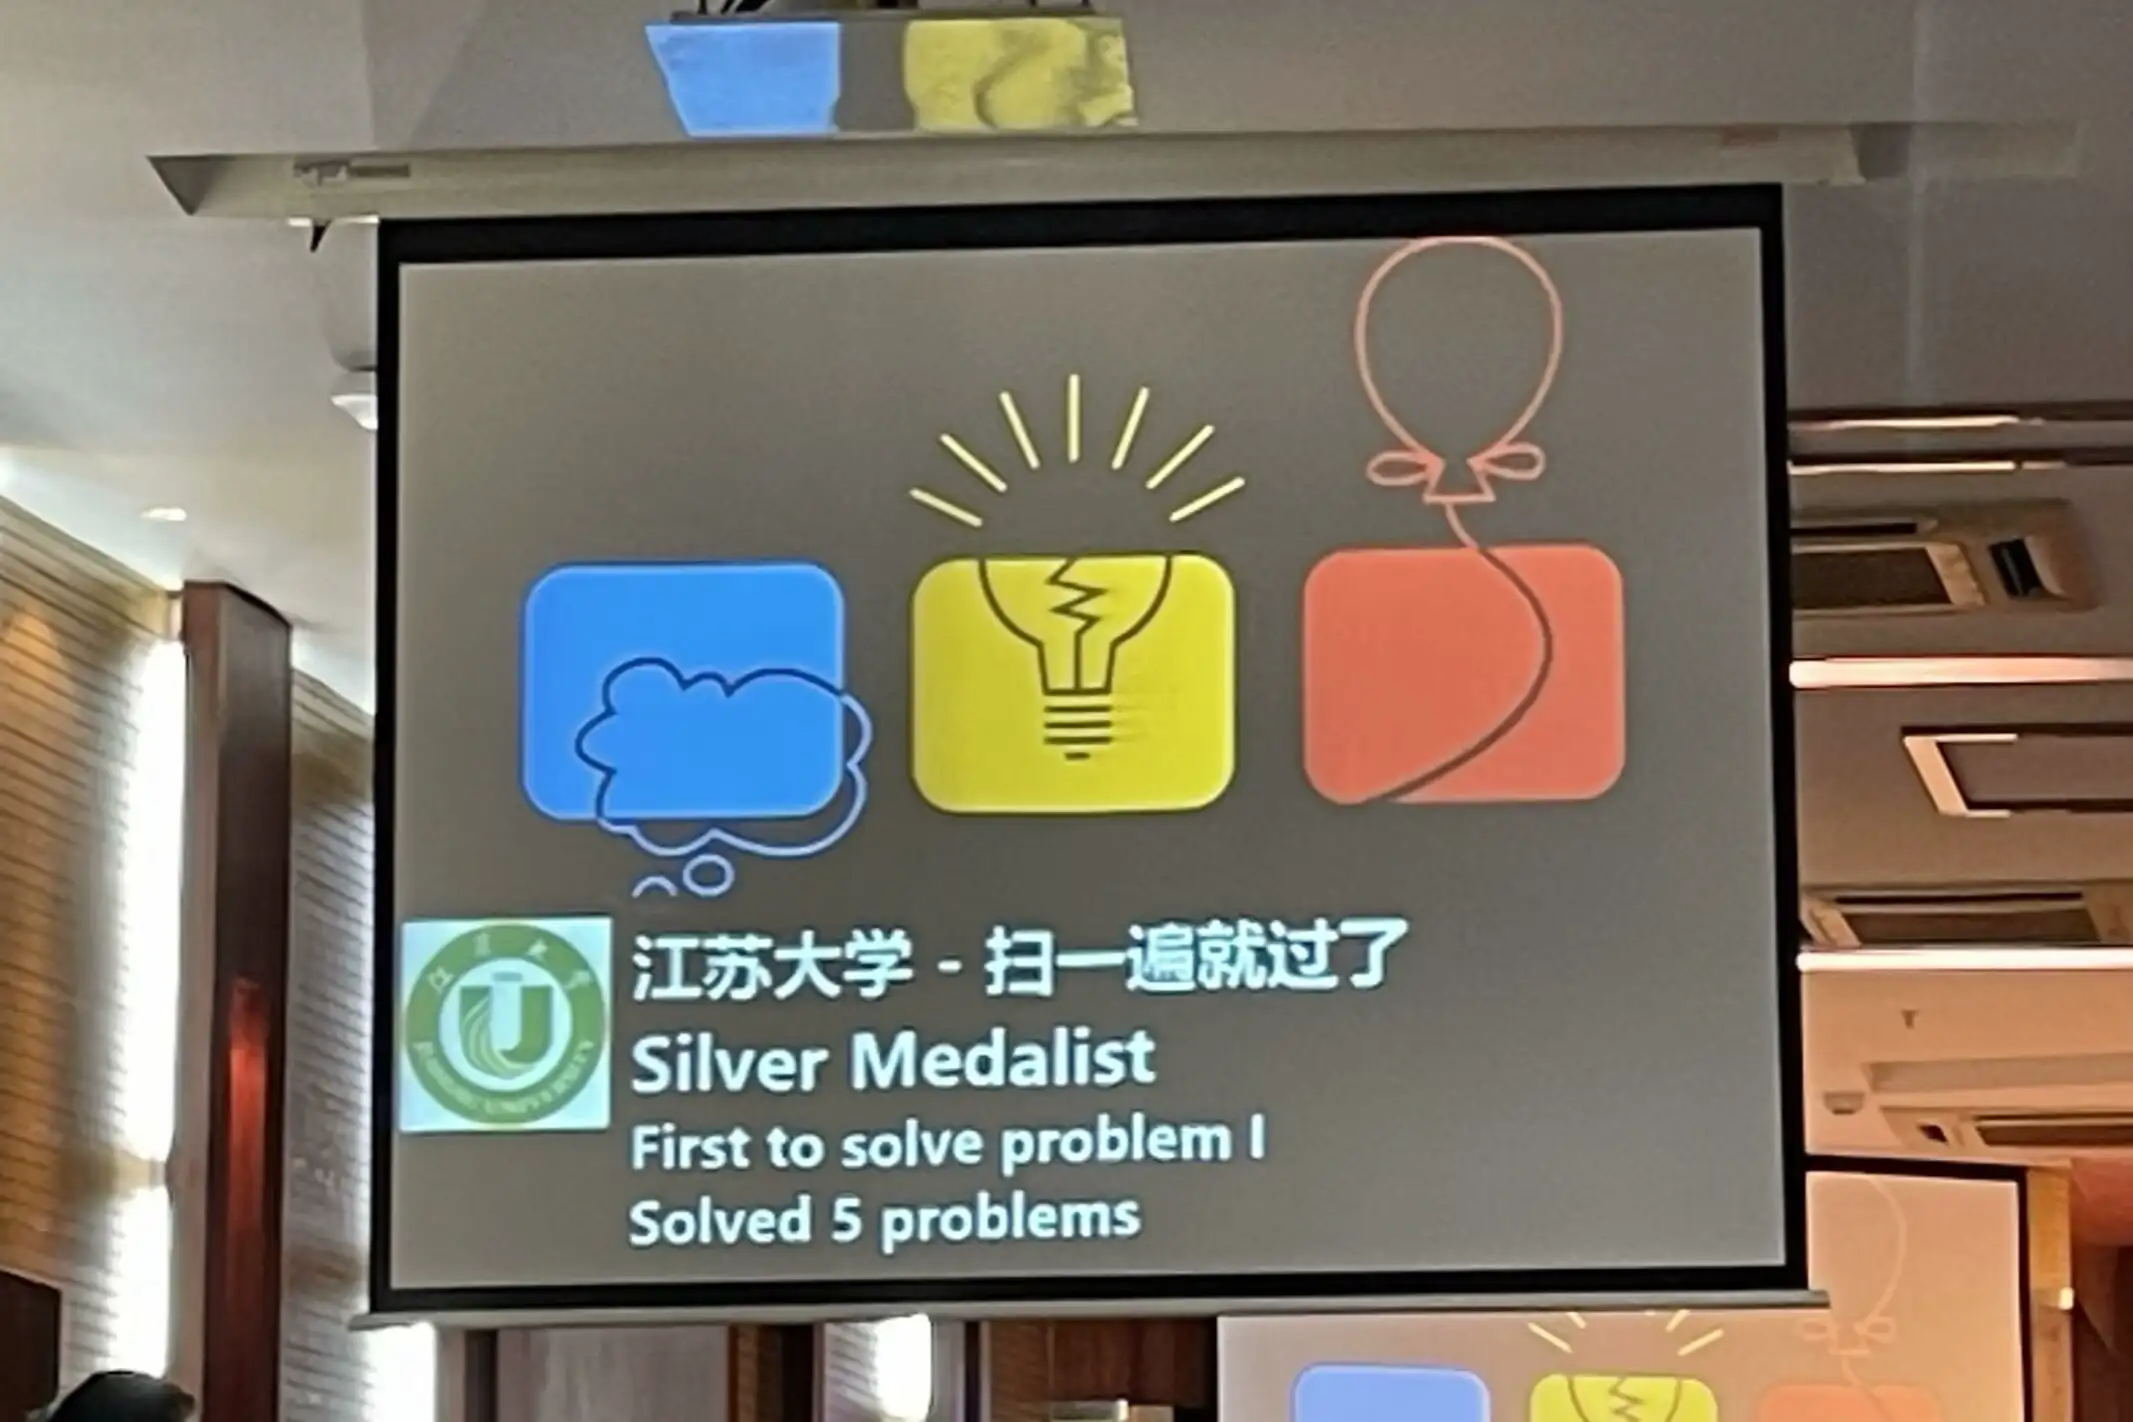 江苏大学 - 扫一遍就过了
Silver Medalist
First to solve problem I
Solved 5 problems